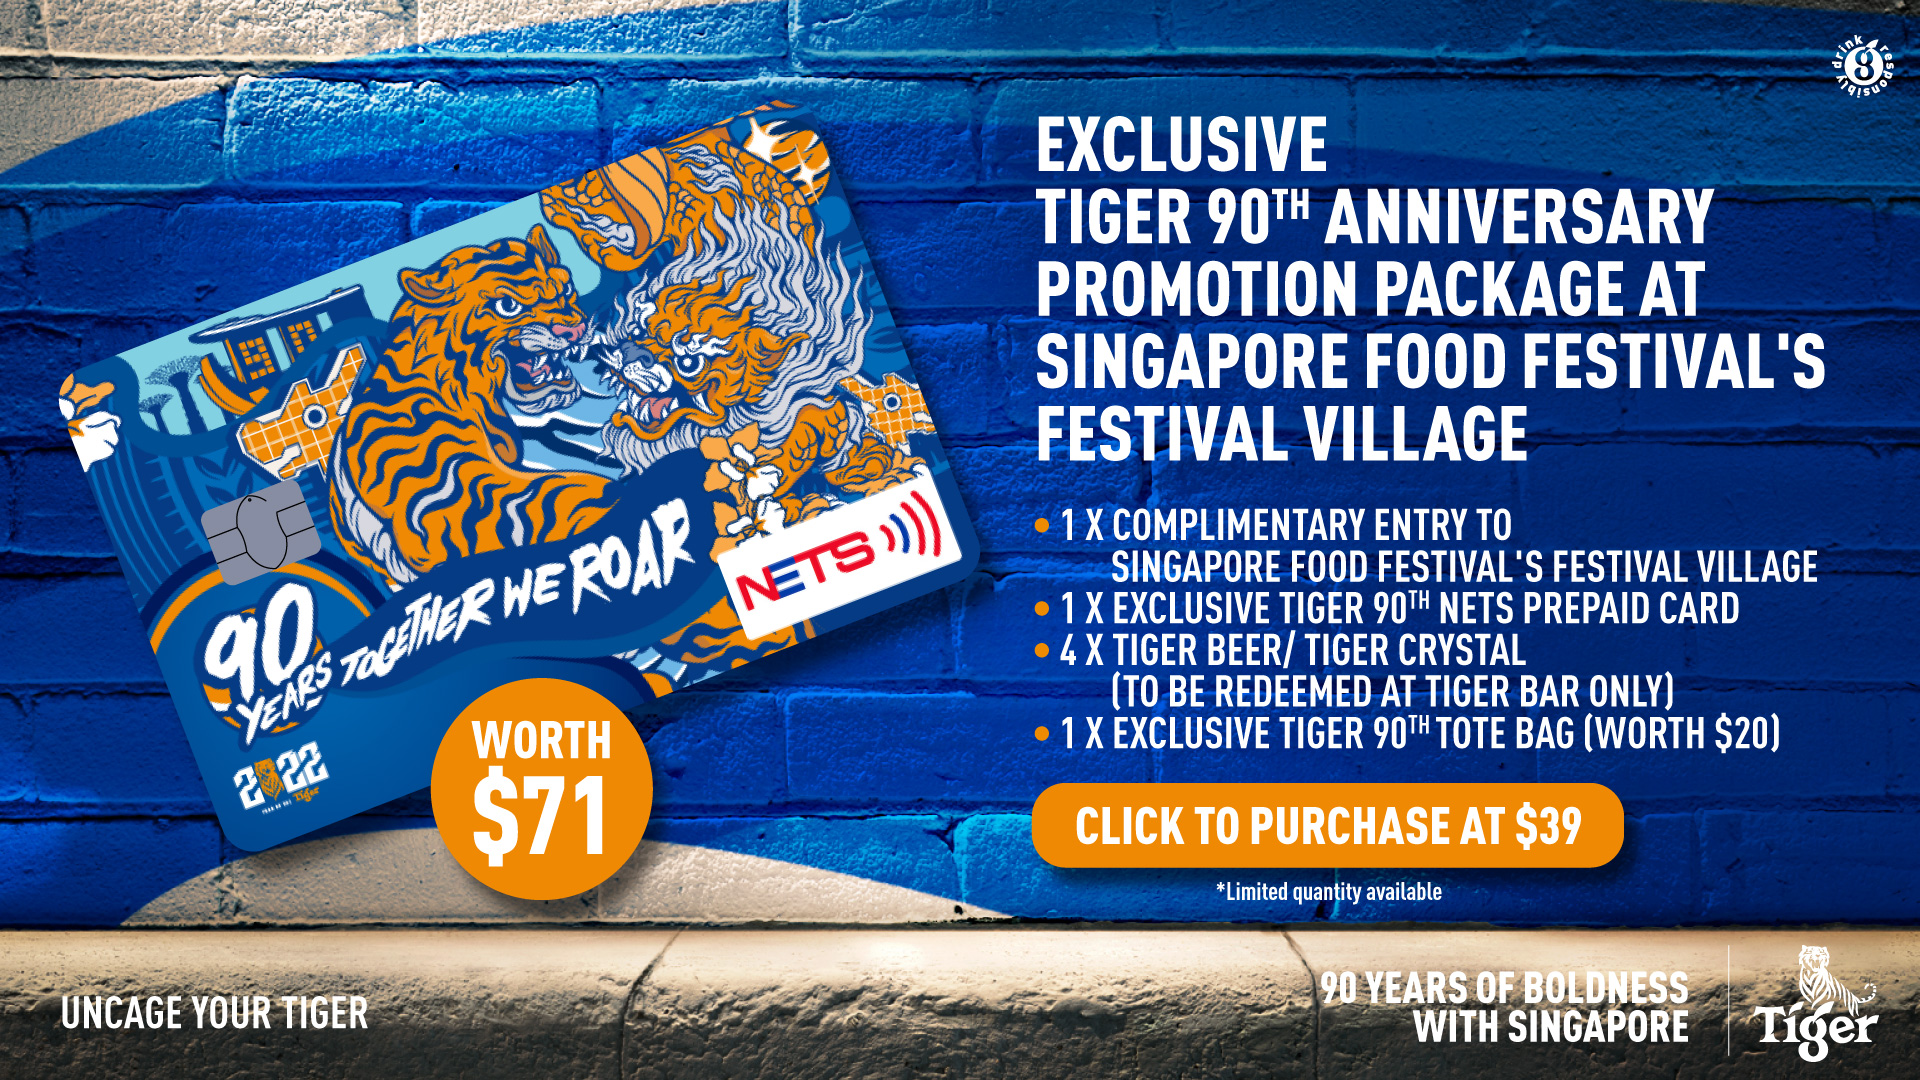 drink responsibly
EXCLUSIVE
TIGER 90TH ANNIVERSARY
PROMOTION PACKAGE AT
SINGAPORE FOOD FESTIVAL'S
FESTIVAL VILLAGE
• 1 X COMPLIMENTARY ENTRY TO
SINGAPORE FOOD FESTIVAL'S FESTIVAL VILLAGE
• 1 X EXCLUSIVE TIGER 90TH NETS PREPAID CARD
• 4 X TIGER BEER/ TIGER CRYSTAL
(TO BE REDEEMED AT TIGER BAR ONLY)
• 1 X EXCLUSIVE TIGER 90TH TOTE BAG (WORTH $20)
CLICK TO PURCHASE AT $39
*Limited quantity available
NETS
90
YEARS
TOGETHER WE ROAR
2022
YEAR OF THE
Tiger
WORTH
$71
UNCAGE YOUR TIGER
90 YEARS OF BOLDNESS
WITH SINGAPORE
Tiger